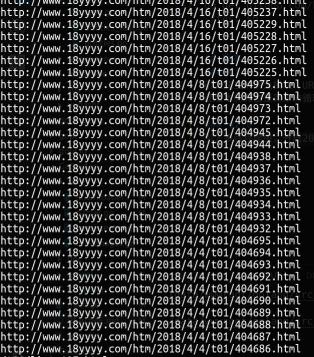 http://www.18yyyy.com/htm/2018/4/16/t01/405238.html
http://www.18yyyy.com/htm/2018/4/16/t01/405237.html
http://www.18yyyy.com/htm/2018/4/16/t01/405229.html
http://www.18yyyy.com/htm/2018/4/16/t01/405228.html
http://www.18yyyy.com/htm/2018/4/16/t01/405227.html
http://www.18yyyy.com/htm/2018/4/16/t01/405226.html
http://www.18yyyy.com/htm/2018/4/16/t01/405225.html
http://www.18yyyy.com/htm/2018/4/8/t01/404975.html
http://www.18yyyy.com/htm/2018/4/8/t01/404974.html
http://www.18yyyy.com/htm/2018/4/8/t01/404973.html
http://www.18yyyy.com/htm/2018/4/8/t01/404972.html
http://www.18yyyy.com/htm/2018/4/8/t01/404945.html
http://www.18yyyy.com/htm/2018/4/8/t01/404944.html
http://www.18yyyy.com/htm/2018/4/8/t01/404938.html
http://www.18yyyy.com/htm/2018/4/8/t01/404937.html
http://www.18yyyy.com/htm/2018/4/8/t01/404936.html
http://www.18yyyy.com/htm/2018/4/8/t01/404935.html
http://www.18yyyy.com/htm/2018/4/8/t01/404934.html
http://www.18yyyy.com/htm/2018/4/8/t01/404933.html
http://www.18yyyy.com/htm/2018/4/8/t01/404932.html
http://www.18yyyy.com/htm/2018/4/4/t01/404695.html
http://www.18yyyy.com/htm/2018/4/4/t01/404694.html
http://www.18yyyy.com/htm/2018/4/4/t01/404693.html
http://www.18yyyy.com/htm/2018/4/4/t01/404692.html
http://www.18yyyy.com/htm/2018/4/4/t01/404691.html
http://www.18yyyy.com/htm/2018/4/4/t01/404690.html
http://www.18yyyy.com/htm/2018/4/4/t01/404689.html
http://www.18yyyy.com/htm/2018/4/4/t01/404688.html
http://www.18yyyy.com/htm/2018/4/4/t01/404687.html
http://www.18yyyy.com/htm/2018/4/4/t01/404686.html